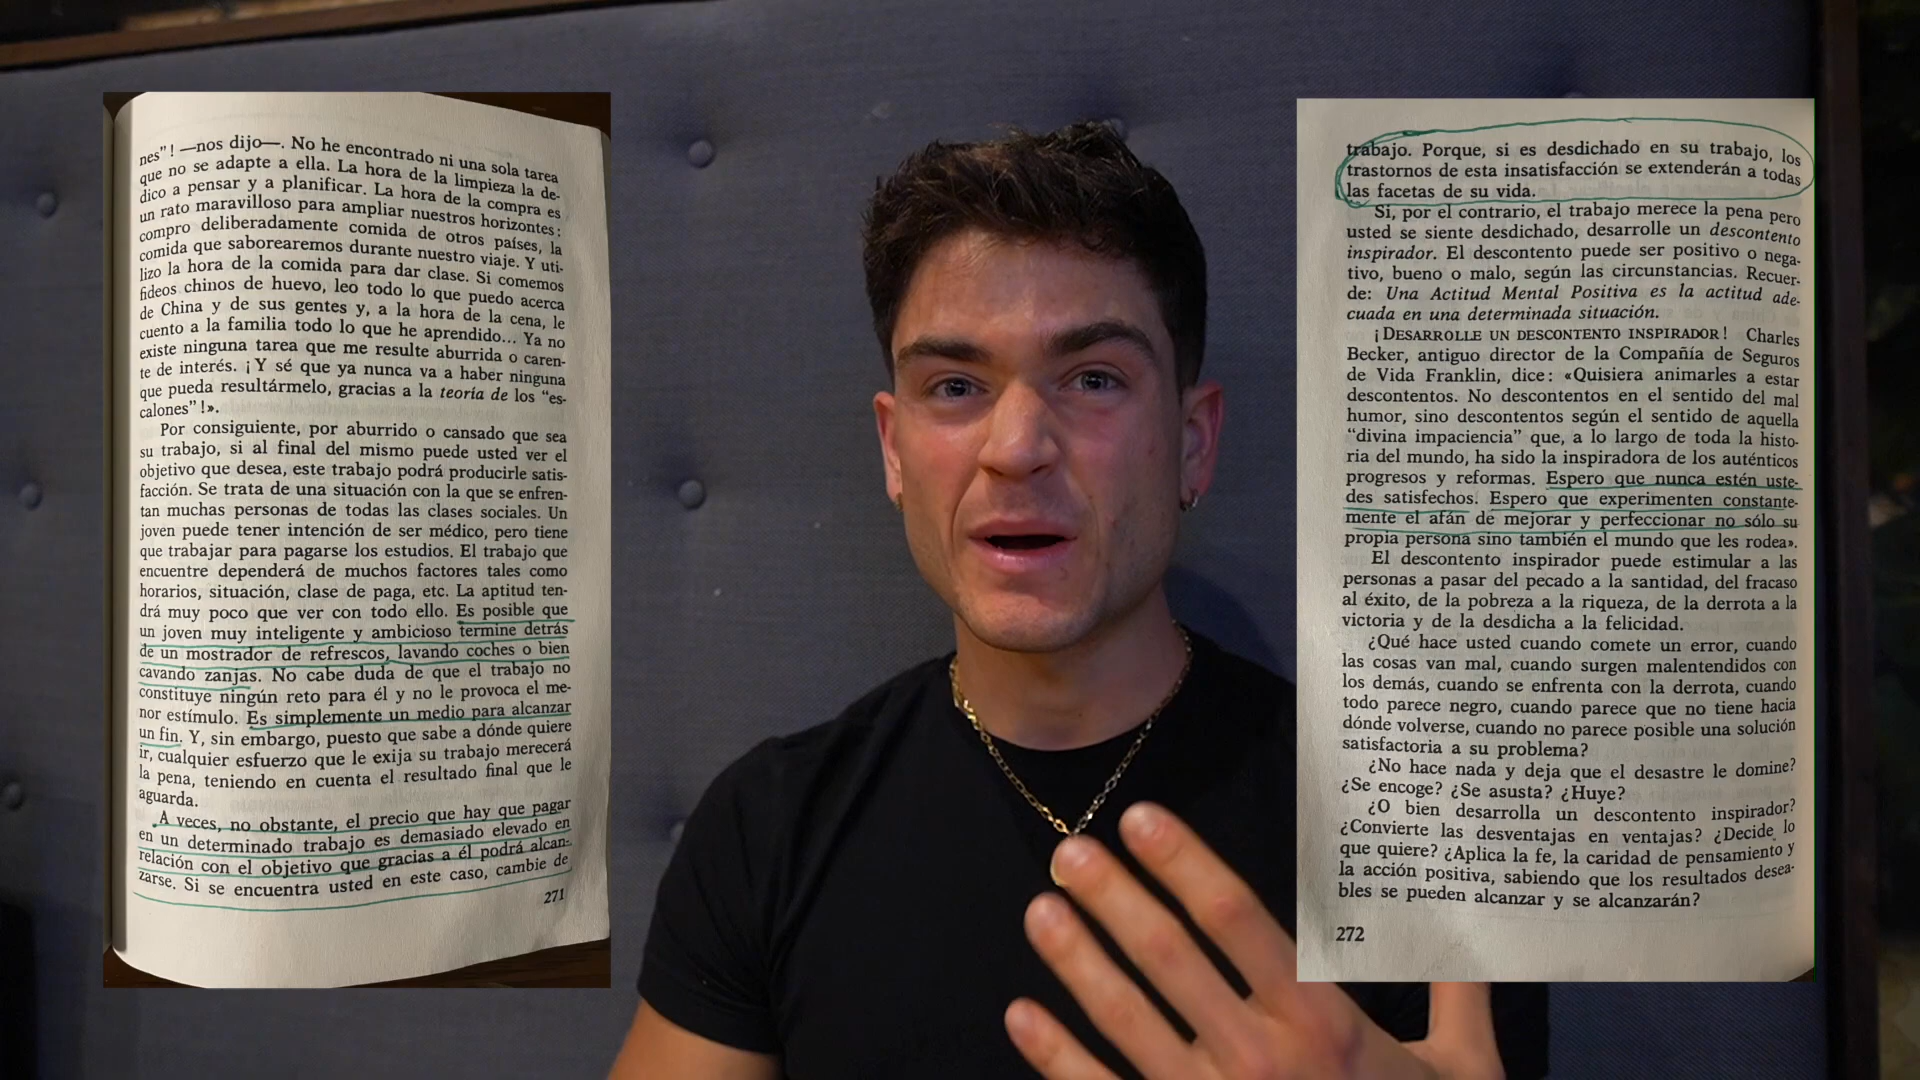 nes"! —nos dijo—. No he encontrado ni una sola tarea
que no se adapte a ella. La hora de la limpieza la de-
dico a pensar y a planificar. La hora de la compra es
un rato maravilloso para ampliar nuestros horizontes:
compro deliberadamente comida de otros países, la
comida que saborearemos durante nuestro viaje. Y uti-
lizo la hora de la comida para dar clase. Si comemos
fideos chinos de huevo, leo todo lo que puedo acerca
de China y de sus gentes y, a la hora de la cena, le
cuento a la familia todo lo que he aprendido... Ya no
existe ninguna tarea que me resulte aburrida o caren-
te de interés. ¡Y sé que ya nunca va a haber ninguna
que pueda resultármelo, gracias a la teoría de los "es-
calones"!».
Por consiguiente, por aburrido o cansado que sea
su trabajo, si al final del mismo puede usted ver el
objetivo que desea, este trabajo podrá producirle satis-
facción. Se trata de una situación con la que se enfren-
tan muchas personas de todas las clases sociales. Un
joven puede tener intención de ser médico, pero tiene
que trabajar para pagarse los estudios. El trabajo que
encuentre dependerá de muchos factores tales como
horarios, situación, clase de paga, etc. La aptitud ten-
drá muy poco que ver con todo ello. Es posible que
un joven muy inteligente y ambicioso termine detrás
de un mostrador de refrescos, lavando coches o bien
cavando zanjas. No cabe duda de que el trabajo no
constituye ningún reto para él y no le provoca el me-
nor estímulo. Es simplemente un medio para alcanzar
un fin. Y, sin embargo, puesto que sabe a dónde quiere
ir, cualquier esfuerzo que le exija su trabajo merecerá
la pena, teniendo en cuenta el resultado final que le
aguarda.
A veces, no obstante, el precio que hay que pagar
en un determinado trabajo es demasiado elevado en
relación con el objetivo que gracias a él podrá alcan-
zarse. Si se encuentra usted en este caso, cambie de
271
trabajo. Porque, si es desdichado en su trabajo, los
trastornos de esta insatisfacción se extenderán a todas
las facetas de su vida.
Si, por el contrario, el trabajo merece la pena pero
usted se siente desdichado, desarrolle un descontento
inspirador. El descontento puede ser positivo o nega-
tivo, bueno o malo, según las circunstancias. Recuer-
de: Una Actitud Mental Positiva es la actitud ade-
cuada en una determinada situación.
¡DESARROLLE UN DESCONTENTO INSPIRADOR! Charles
Becker, antiguo director de la Compañía de Seguros
de Vida Franklin, dice: «Quisiera animarles a estar
descontentos. No descontentos en el sentido del mal
humor, sino descontentos según el sentido de aquella
"divina impaciencia" que, a lo largo de toda la histo-
ria del mundo, ha sido la inspiradora de los auténticos
progresos y reformas. Espero que nunca estén uste-
des satisfechos. Espero que experimenten constante-
mente el afán de mejorar y perfeccionar no sólo su
propia persona sino también el mundo que les rodea».
El descontento inspirador puede estimular a las
personas a pasar del pecado a la santidad, del fracaso
al éxito, de la pobreza a la riqueza, de la derrota a la
victoria y de la desdicha a la felicidad.
¿Qué hace usted cuando comete un error, cuando
las cosas van mal, cuando surgen malentendidos con
los demás, cuando se enfrenta con la derrota, cuando
todo parece negro, cuando parece que no tiene hacia
dónde volverse, cuando no parece posible una solución
satisfactoria a su problema?
¿No hace nada y deja que el desastre le domine?
¿Se encoge? ¿Se asusta? ¿Huye?
¿O bien desarrolla un descontento inspirador?
¿Convierte las desventajas en ventajas? ¿Decide lo
que quiere? ¿Aplica la fe, la caridad de pensamiento y
la acción positiva, sabiendo que los resultados desea-
bles se pueden alcanzar y se alcanzarán?
272